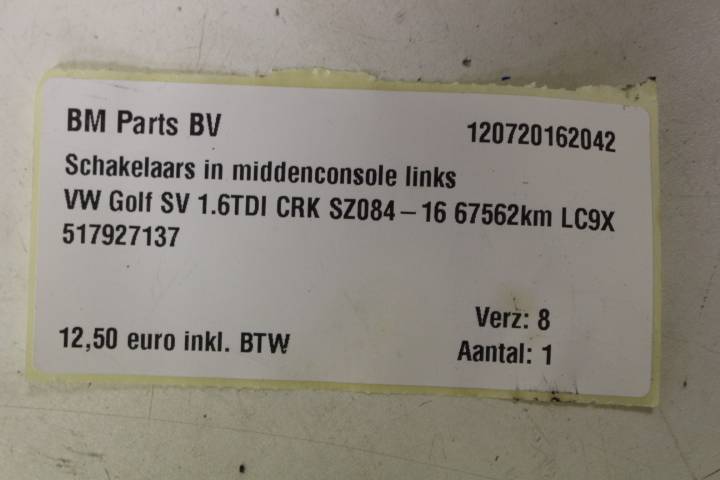 BM Parts BV 120720162042
Schakelaars in middenconsole links
VW Golf SV 1.6TDI CRK SZ084 – 16 67562km LC9X
517927137
Verz: 8
12,50 euro inkl. BTW Aantal: 1